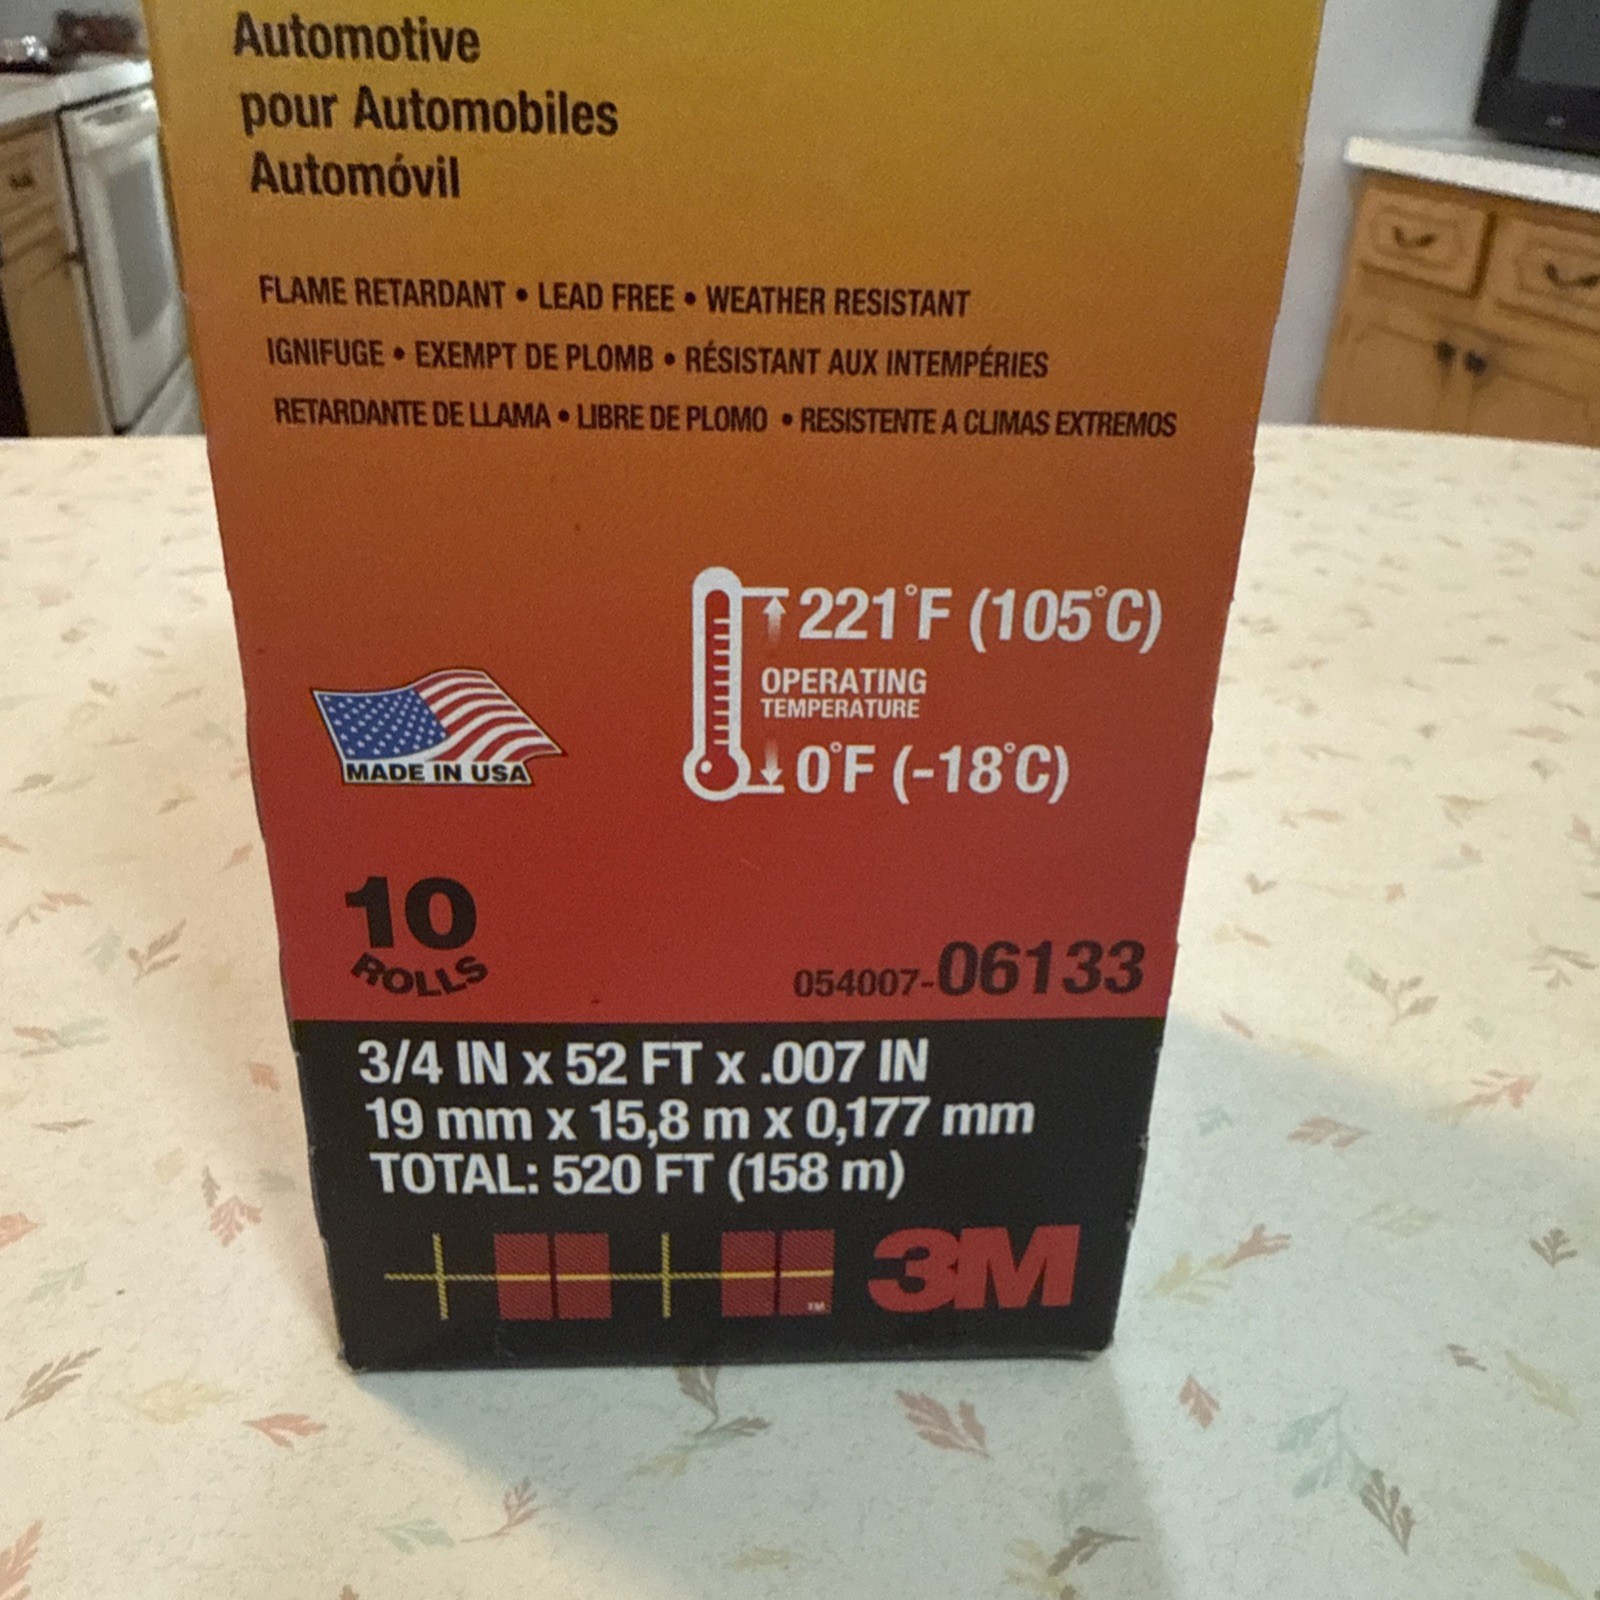 Automotive
pour Automobiles
Automóvil
FLAME RETARDANT • LEAD FREE • WEATHER RESISTANT
IGNIFUGE • EXEMPT DE PLOMB • RÉSISTANT AUX INTEMPÉRIES
RETARDANTE DE LLAMA • LIBRE DE PLOMO • RESISTENTE A CLIMAS EXTREMOS
221°F (105°C)
OPERATING
TEMPERATURE
0°F (-18°C)
MADE IN USA
10
ROLLS
054007-06133
3/4 IN x 52 FT x .007 IN
19 mm x 15,8 m x 0,177 mm
TOTAL: 520 FT (158 m)
TM
3M